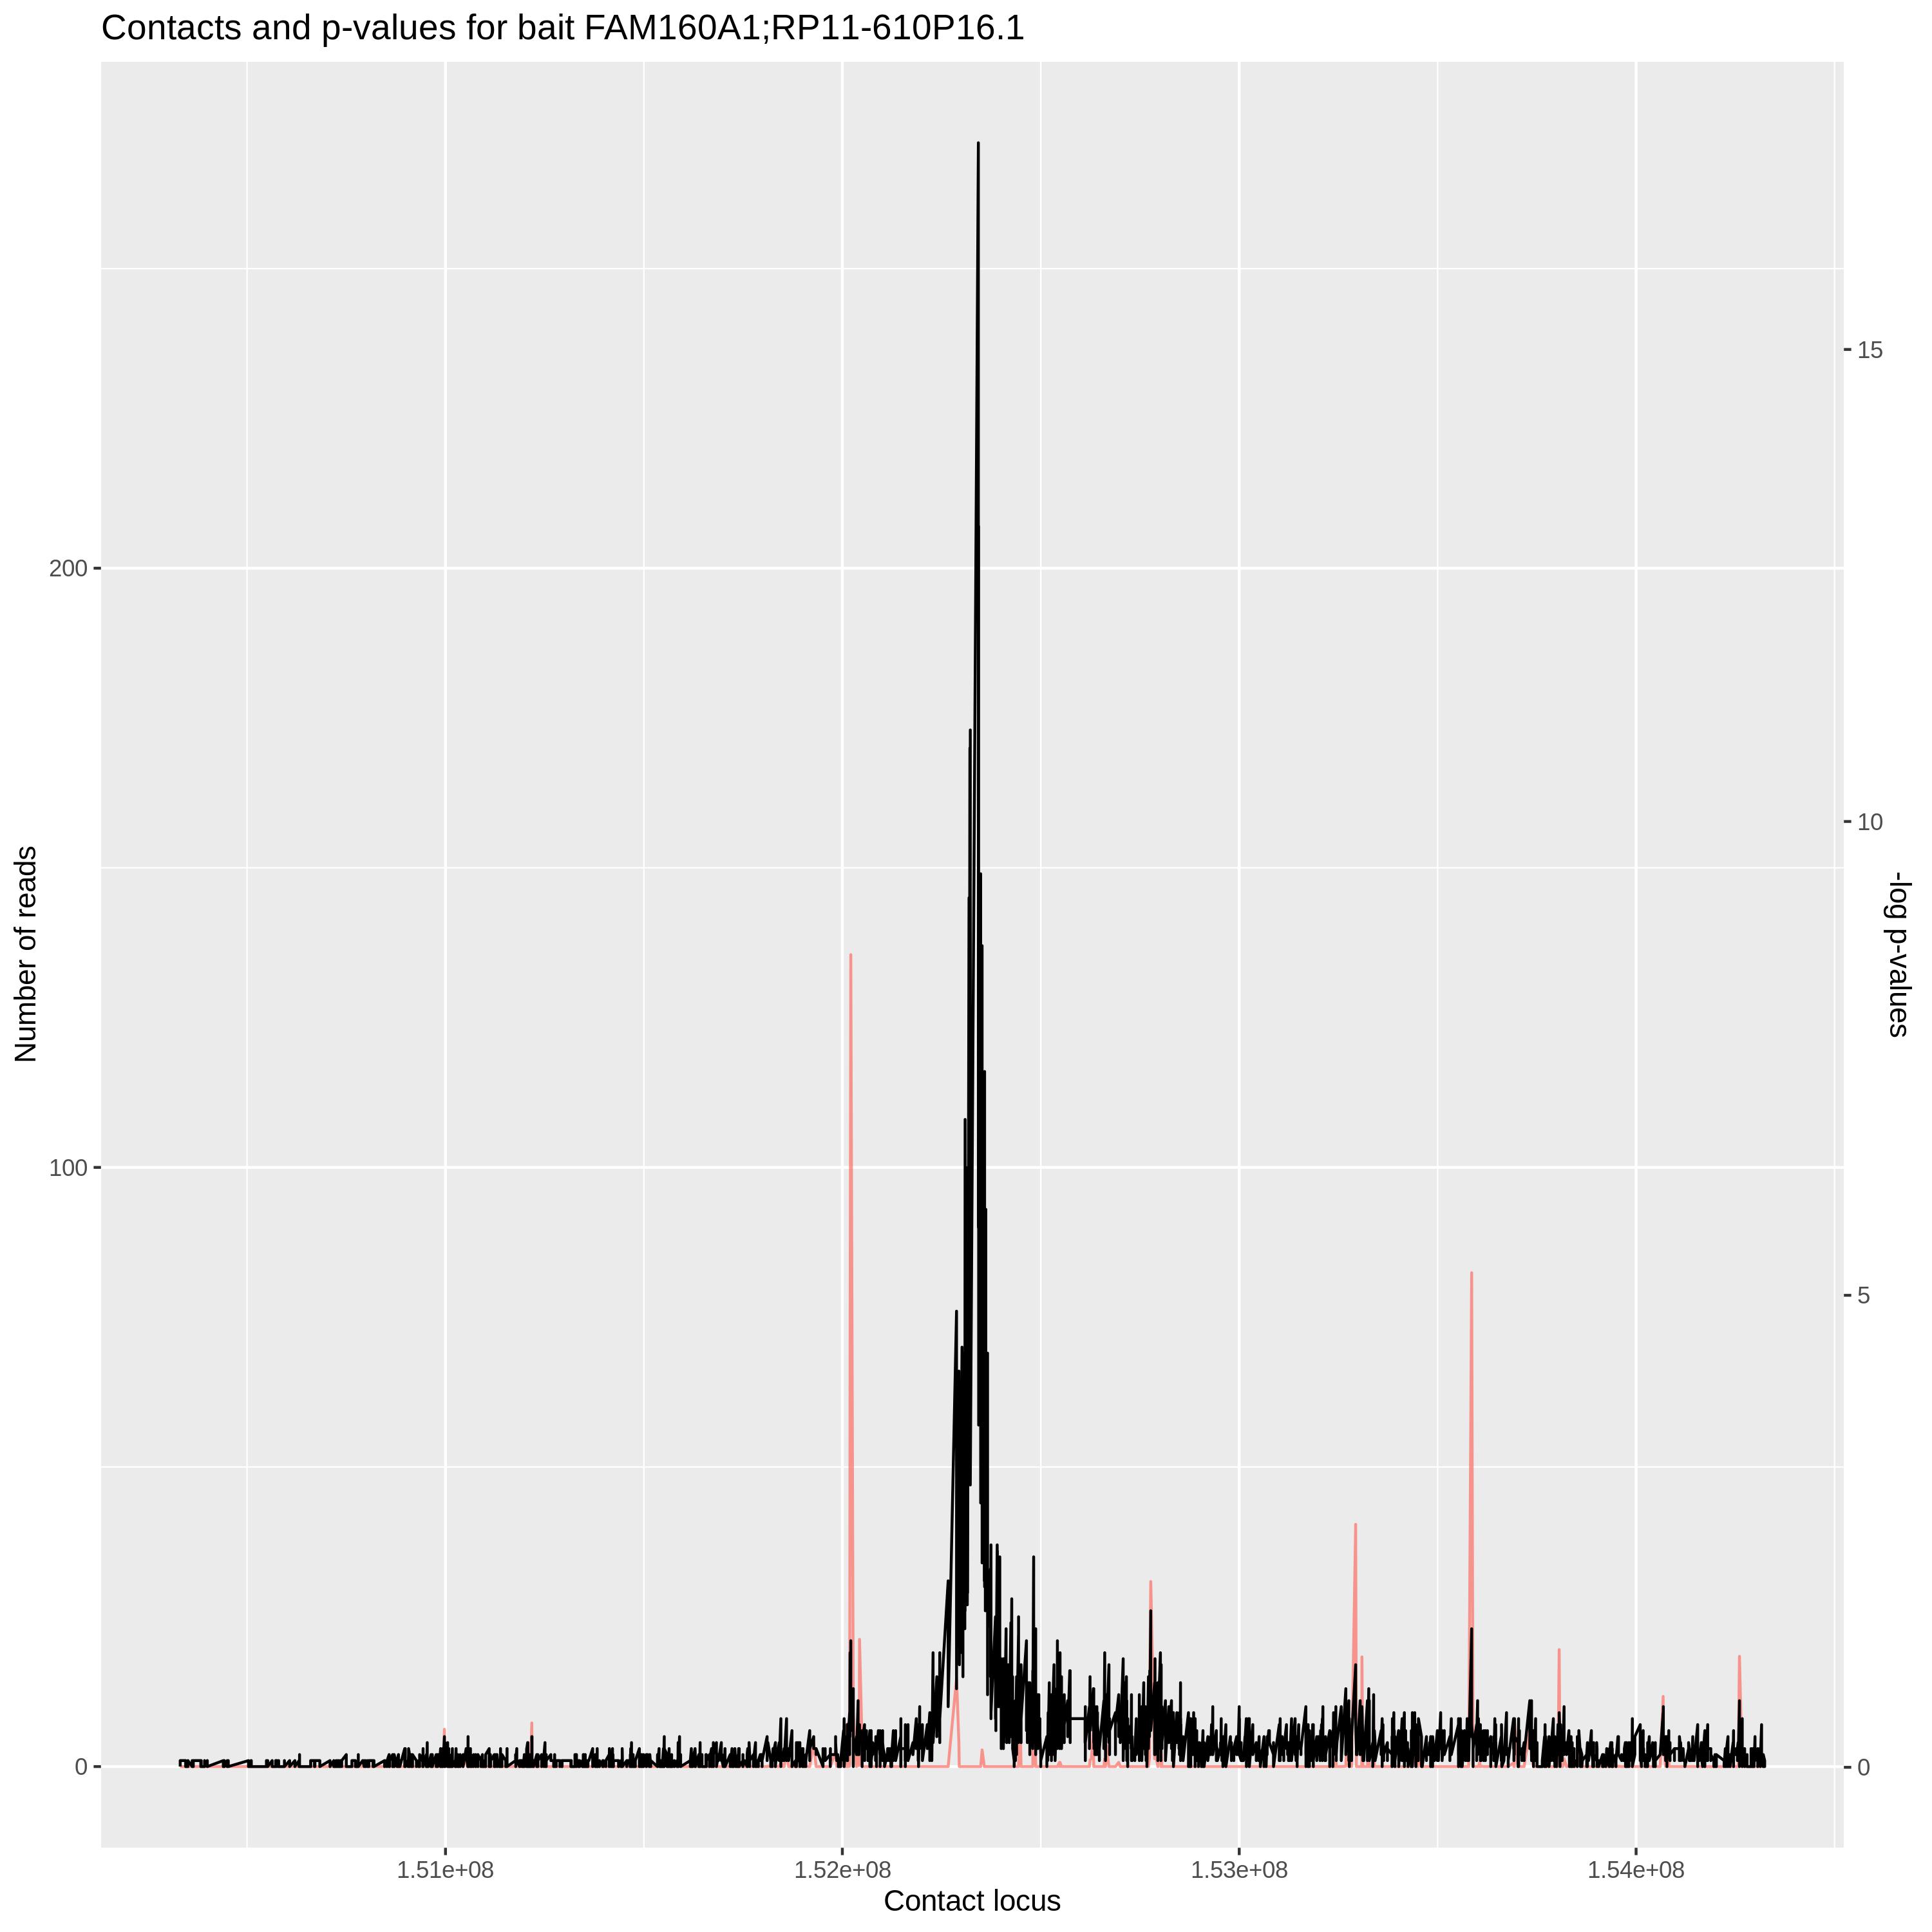 Contacts and p-values for bait FAM160A1;RP11-610P16.1
Number of reads
200
100
0
15
10
5
0
-log p-values
1.51e+08
1.52e+08
1.53e+08
1.54e+08
Contact locus